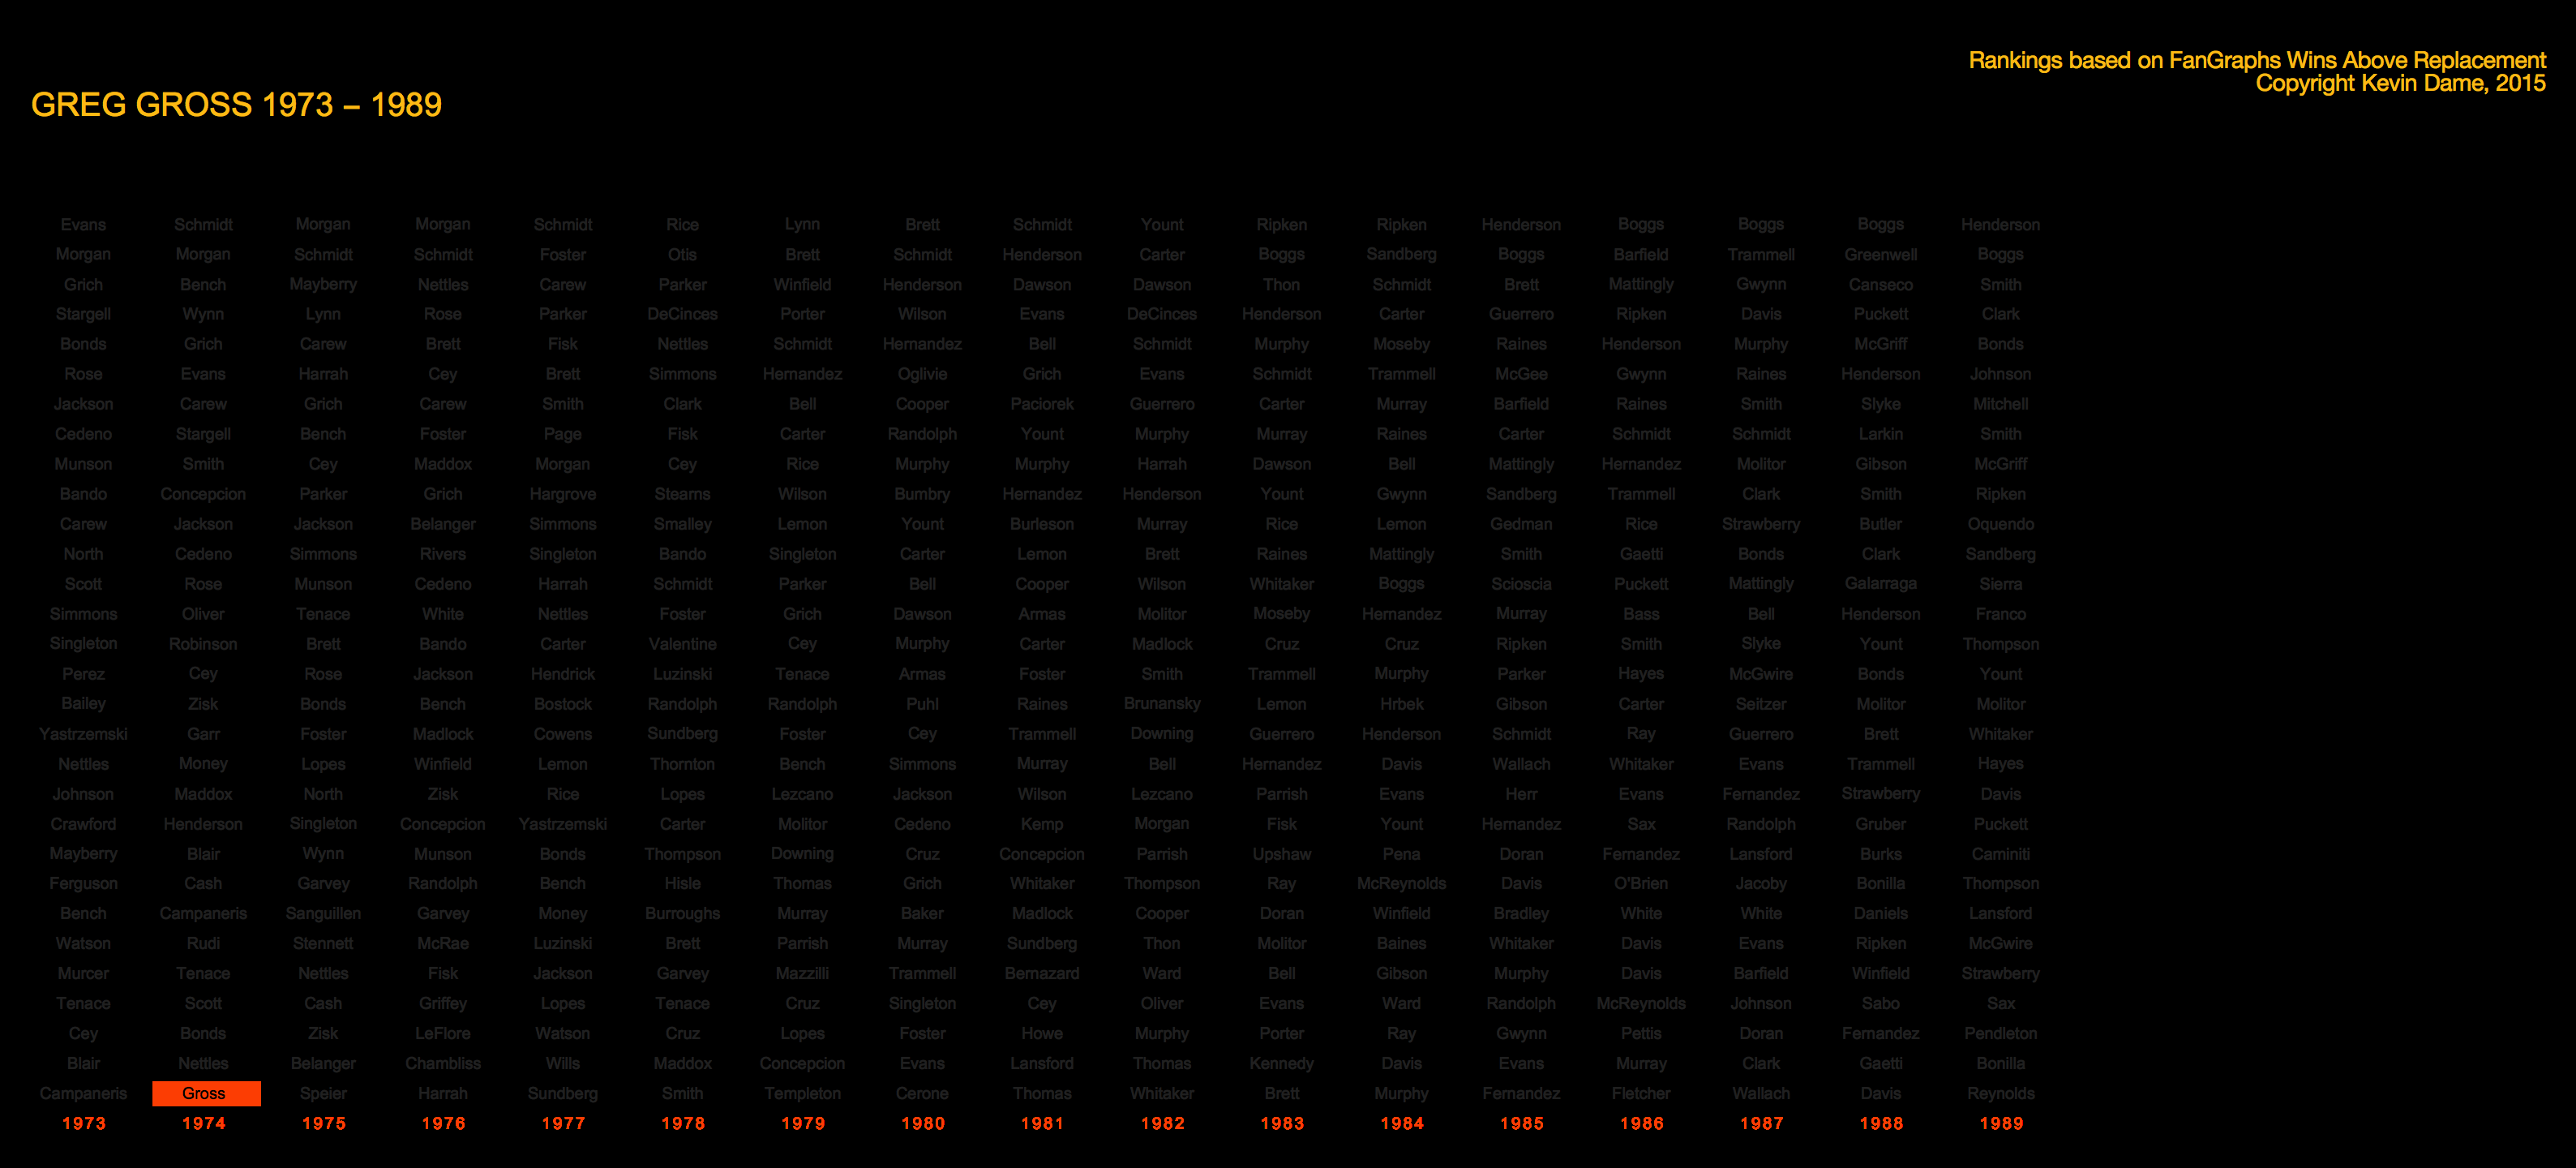 Rankings based on FanGraphs Wins Above Replacement
Copyright Kevin Dame, 2015
GREG GROSS 1973 – 1989
Evans Schmidt Morgan Morgan Schmidt Rice Lynn Brett Schmidt Yount Ripken Ripken Henderson Boggs Boggs Boggs Henderson
Morgan Morgan Schmidt Schmidt Foster Otis Brett Schmidt Henderson Carter Boggs Sandberg Boggs Barfield Trammell Greenwell Boggs
Grich Bench Mayberry Nettles Carew Parker Winfield Henderson Dawson Dawson Thon Schmidt Brett Mattingly Gwynn Canseco Smith
Stargell Wynn Lynn Rose Parker DeCinces Porter Wilson Evans DeCinces Henderson Carter Guerrero Ripken Davis Puckett Clark
Bonds Grich Carew Brett Fisk Nettles Schmidt Hernandez Bell Schmidt Murphy Moseby Raines Henderson Murphy McGriff Bonds
Rose Evans Harrah Cey Brett Simmons Hernandez Oglivie Grich Evans Schmidt Trammell McGee Gwynn Raines Henderson Johnson
Jackson Carew Grich Carew Smith Clark Bell Cooper Paciorek Guerrero Carter Murray Barfield Raines Smith Slyke Mitchell
Cedeno Stargell Bench Foster Page Fisk Carter Randolph Yount Murphy Murray Raines Carter Schmidt Schmidt Larkin Smith
Munson Smith Cey Maddox Morgan Cey Rice Murphy Murphy Harrah Dawson Bell Mattingly Hernandez Molitor Gibson McGriff
Bando Concepcion Parker Grich Hargrove Stearns Wilson Bumbry Hernandez Henderson Yount Gwynn Sandberg Trammell Clark Smith Ripken
Carew Jackson Jackson Belanger Simmons Smalley Lemon Yount Burleson Murray Rice Lemon Gedman Rice Strawberry Butler Oquendo
North Cedeno Simmons Rivers Singleton Bando Singleton Carter Lemon Brett Raines Mattingly Smith Gaetti Bonds Clark Sandberg
Scott Rose Munson Cedeno Harrah Schmidt Parker Bell Cooper Wilson Whitaker Boggs Scioscia Puckett Mattingly Galarraga Sierra
Simmons Oliver Tenace White Nettles Foster Grich Dawson Armas Molitor Moseby Hernandez Murray Bass Bell Henderson Franco
Singleton Robinson Brett Bando Carter Valentine Cey Murphy Carter Madlock Cruz Cruz Ripken Smith Slyke Yount Thompson
Perez Cey Rose Jackson Hendrick Luzinski Tenace Armas Foster Smith Trammell Murphy Parker Hayes McGwire Bonds Yount
Bailey Zisk Bonds Bench Bostock Randolph Randolph Puhl Raines Brunansky Lemon Hrbek Gibson Carter Seitzer Molitor Molitor
Yastrzemski Garr Foster Madlock Cowens Sundberg Foster Cey Trammell Downing Guerrero Henderson Schmidt Ray Guerrero Brett Whitaker
Nettles Money Lopes Winfield Lemon Thornton Bench Simmons Murray Bell Hernandez Davis Wallach Whitaker Evans Trammell Hayes
Johnson Maddox North Zisk Rice Lopes Lezcano Jackson Wilson Lezcano Parrish Evans Herr Evans Fernandez Strawberry Davis
Crawford Henderson Singleton Concepcion Yastrzemski Carter Molitor Cedeno Kemp Morgan Fisk Yount Hernandez Sax Randolph Gruber Puckett
Mayberry Blair Wynn Munson Bonds Thompson Downing Cruz Concepcion Parrish Upshaw Pena Doran Fernandez Lansford Burks Caminiti
Ferguson Cash Garvey Randolph Bench Hisle Thomas Grich Whitaker Thompson Ray McReynolds Davis O'Brien Jacoby Bonilla Thompson
Bench Campaneris Sanguillen Garvey Money Burroughs Murray Baker Madlock Cooper Doran Winfield Bradley White White Daniels Lansford
Watson Rudi Stennett McRae Luzinski Brett Parrish Murray Sundberg Thon Molitor Baines Whitaker Davis Evans Ripken McGwire
Murcer Tenace Nettles Fisk Jackson Garvey Mazzilli Trammell Bernazard Ward Bell Gibson Murphy Davis Barfield Winfield Strawberry
Tenace Scott Cash Griffey Lopes Tenace Cruz Singleton Cey Oliver Evans Ward Randolph McReynolds Johnson Sabo Sax
Cey Bonds Zisk LeFlore Watson Cruz Lopes Foster Howe Murphy Porter Ray Gwynn Pettis Doran Fernandez Pendleton
Blair Nettles Belanger Chambliss Wills Maddox Concepcion Evans Lansford Thomas Kennedy Davis Evans Murray Clark Gaetti Bonilla
Campaneris Gross Speier Harrah Sundberg Smith Templeton Cerone Thomas Whitaker Brett Murphy Fernandez Fletcher Wallach Davis Reynolds
1973 1974 1975 1976 1977 1978 1979 1980 1981 1982 1983 1984 1985 1986 1987 1988 1989